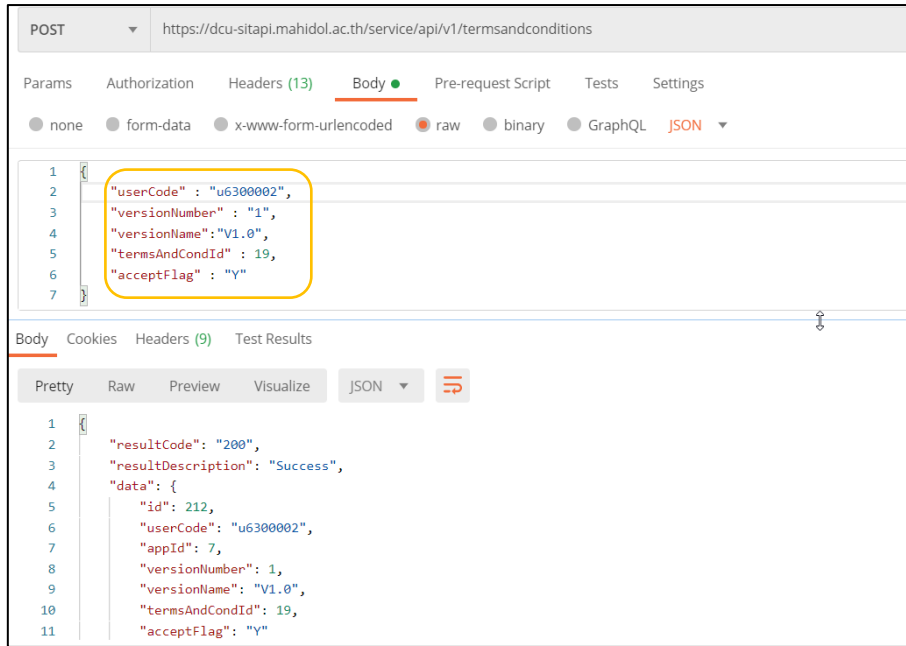 POST https://dcu-sitapi.mahidol.ac.th/service/api/v1/termsandconditions
Params Authorization Headers (13) Body Pre-request Script Tests Settings
none form-data x-www-form-urlencoded raw binary GraphQL JSON
1 {
2 "userCode" : "u6300002",
3 "versionNumber" : "1",
4 "versionName":"V1.0",
5 "termsAndCondId" : 19,
6 "acceptFlag" : "Y"
7 }
Body Cookies Headers (9) Test Results
Pretty Raw Preview Visualize JSON
1 {
2 "resultCode": "200",
3 "resultDescription": "Success",
4 "data": {
5 "id": 212,
6 "userCode": "u6300002",
7 "appId": 7,
8 "versionNumber": 1,
9 "versionName": "V1.0",
10 "termsAndCondId": 19,
11 "acceptFlag": "Y"